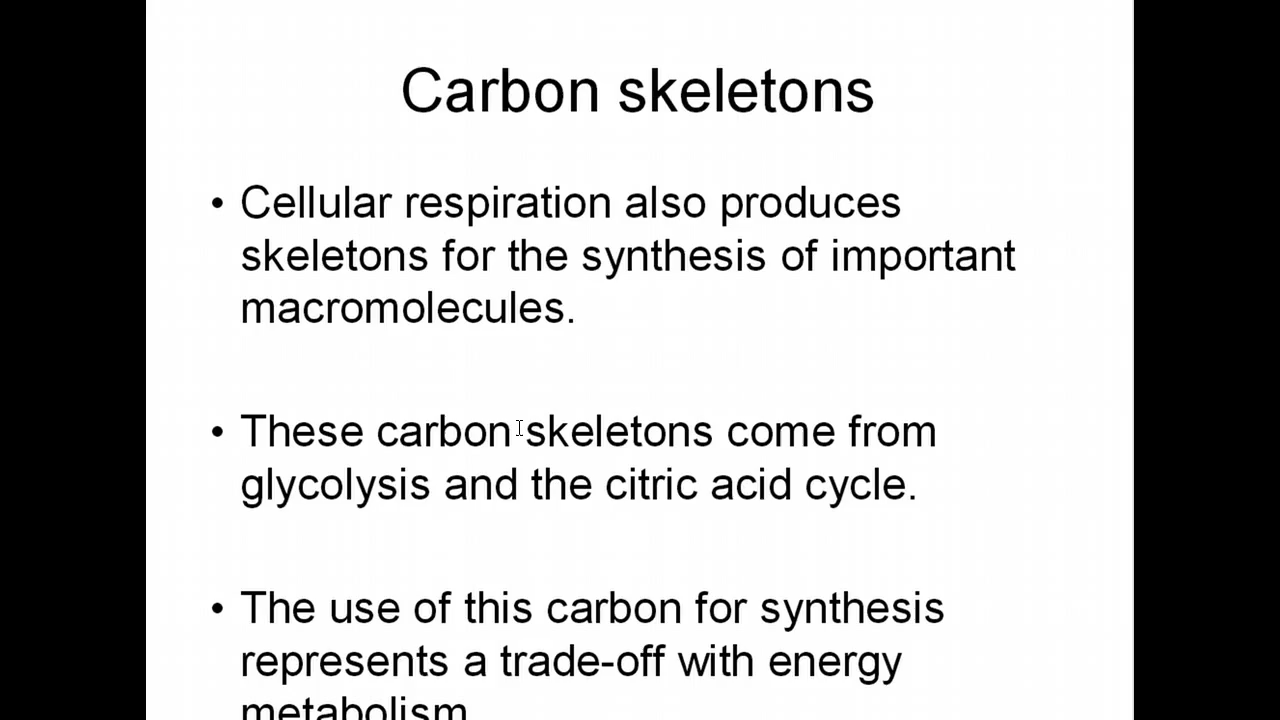 Carbon skeletons
• Cellular respiration also produces
skeletons for the synthesis of important
macromolecules.
• These carbon skeletons come from
glycolysis and the citric acid cycle.
• The use of this carbon for synthesis
represents a trade-off with energy
metabolism